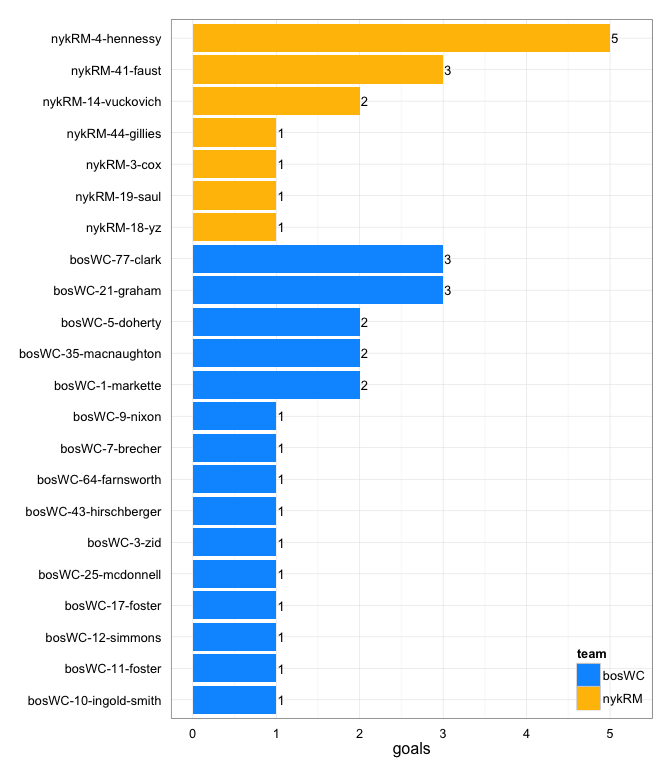 nykRM-4-hennessy 5
nykRM-41-faust 3
nykRM-14-vuckovich 2
nykRM-44-gillies 1
nykRM-3-cox 1
nykRM-19-saul 1
nykRM-18-yz 1
bosWC-77-clark 3
bosWC-21-graham 3
bosWC-5-doherty 2
bosWC-35-macnaughton 2
bosWC-1-markette 2
bosWC-9-nixon 1
bosWC-7-brecher 1
bosWC-64-farnsworth 1
bosWC-43-hirschberger 1
bosWC-3-zid 1
bosWC-25-mcdonnell 1
bosWC-17-foster 1
bosWC-12-simmons 1
bosWC-11-foster 1
bosWC-10-ingold-smith 1
team
bosWC
nykRM
0 1 2 3 4 5
goals